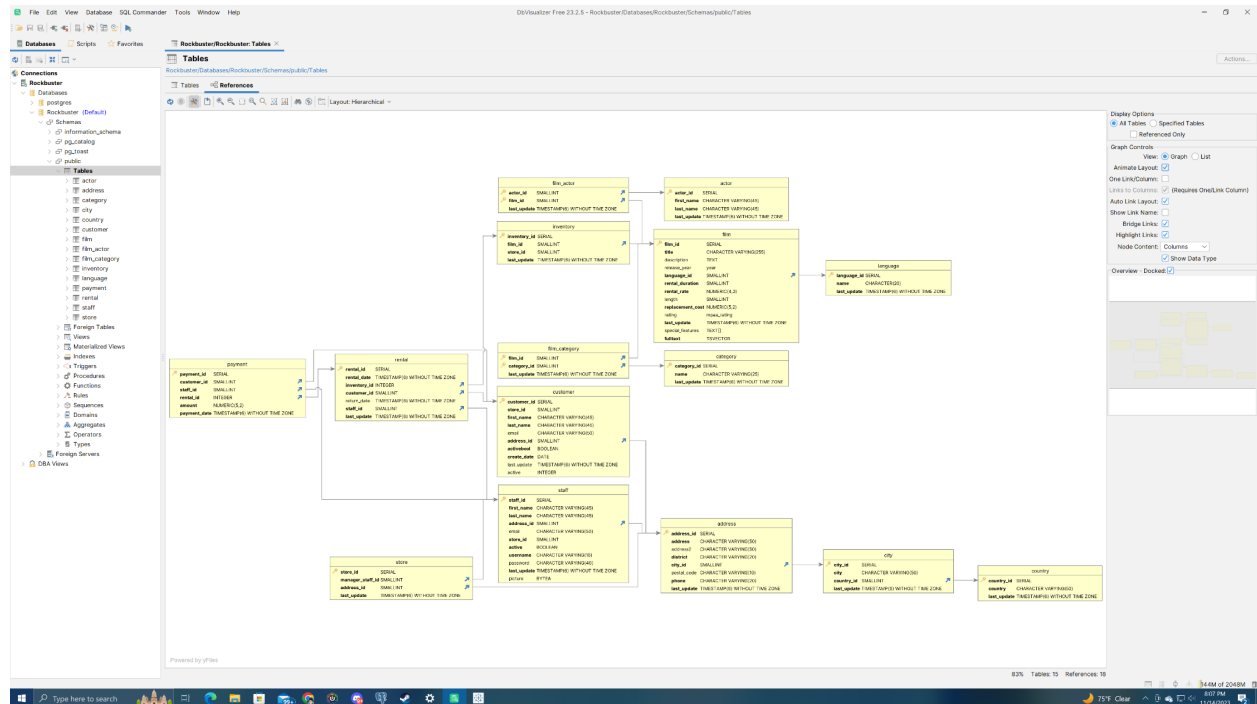 File Edit View Database SQL Commander Tools Window Help
DbVisualizer Free 23.2.5 - Rockbuster/Databases/Rockbuster/Schemas/public/Tables
Databases Scripts Favorites
Rockbuster/Rockbuster: Tables
Tables
Actions...
Rockbuster/Databases/Rockbuster/Schemas/public/Tables
Tables References
Layout: Hierarchical
Connections
Rockbuster
Databases
postgres
Rockbuster (Default)
Schemas
information_schema
pg_catalog
pg_toast
public
Tables
actor
address
category
city
country
customer
film
film_actor
film_category
inventory
language
payment
rental
staff
store
Foreign Tables
Views
Materialized Views
Indexes
Triggers
Procedures
Functions
Rules
Sequences
Domains
Aggregates
Operators
Types
Foreign Servers
DBA Views
film_actor
actor_id SMALLINT
film_id SMALLINT
last_update TIMESTAMP(6) WITHOUT TIME ZONE
actor
actor_id SERIAL
first_name CHARACTER VARYING(45)
last_name CHARACTER VARYING(45)
last_update TIMESTAMP(6) WITHOUT TIME ZONE
inventory
inventory_id SERIAL
film_id SMALLINT
store_id SMALLINT
last_update TIMESTAMP(6) WITHOUT TIME ZONE
film
film_id SERIAL
title CHARACTER VARYING(255)
description TEXT
release_year year
language_id SMALLINT
rental_duration SMALLINT
rental_rate NUMERIC(4,2)
length SMALLINT
replacement_cost NUMERIC(5,2)
rating mpaa_rating
last_update TIMESTAMP(6) WITHOUT TIME ZONE
special_features TEXT[]
fulltext TSVECTOR
language
language_id SERIAL
name CHARACTER(20)
last_update TIMESTAMP(6) WITHOUT TIME ZONE
film_category
film_id SMALLINT
category_id SMALLINT
last_update TIMESTAMP(6) WITHOUT TIME ZONE
category
category_id SERIAL
name CHARACTER VARYING(25)
last_update TIMESTAMP(6) WITHOUT TIME ZONE
payment
payment_id SERIAL
customer_id SMALLINT
staff_id SMALLINT
rental_id INTEGER
amount NUMERIC(5,2)
payment_date TIMESTAMP(6) WITHOUT TIME ZONE
rental
rental_id SERIAL
rental_date TIMESTAMP(6) WITHOUT TIME ZONE
inventory_id INTEGER
customer_id SMALLINT
return_date TIMESTAMP(6) WITHOUT TIME ZONE
staff_id SMALLINT
last_update TIMESTAMP(6) WITHOUT TIME ZONE
customer
customer_id SERIAL
store_id SMALLINT
first_name CHARACTER VARYING(45)
last_name CHARACTER VARYING(45)
email CHARACTER VARYING(50)
address_id SMALLINT
activebool BOOLEAN
create_date DATE
last_update TIMESTAMP(6) WITHOUT TIME ZONE
active INTEGER
staff
staff_id SERIAL
first_name CHARACTER VARYING(45)
last_name CHARACTER VARYING(45)
address_id SMALLINT
email CHARACTER VARYING(50)
store_id SMALLINT
active BOOLEAN
username CHARACTER VARYING(16)
password CHARACTER VARYING(40)
last_update TIMESTAMP(6) WITHOUT TIME ZONE
picture BYTEA
store
store_id SERIAL
manager_staff_id SMALLINT
address_id SMALLINT
last_update TIMESTAMP(6) WITHOUT TIME ZONE
address
address_id SERIAL
address CHARACTER VARYING(50)
address2 CHARACTER VARYING(50)
district CHARACTER VARYING(20)
city_id SMALLINT
postal_code CHARACTER VARYING(10)
phone CHARACTER VARYING(20)
last_update TIMESTAMP(6) WITHOUT TIME ZONE
city
city_id SERIAL
city CHARACTER VARYING(50)
country_id SMALLINT
last_update TIMESTAMP(6) WITHOUT TIME ZONE
country
country_id SERIAL
country CHARACTER VARYING(50)
last_update TIMESTAMP(6) WITHOUT TIME ZONE
Powered by yFiles
Display Options
All Tables Specified Tables
Referenced Only
Graph Controls
View: Graph List
Animate Layout:
One Link/Column:
Links to Columns: (Requires One/Link Column)
Auto Link Layout:
Show Link Name:
Bridge Links:
Highlight Links:
Node Content: Columns
Show Data Type
Overview - Docked:
83% Tables: 15 References: 18
344M of 2048M
Type here to search
99+
75°F Clear
8:07 PM
11/14/2023